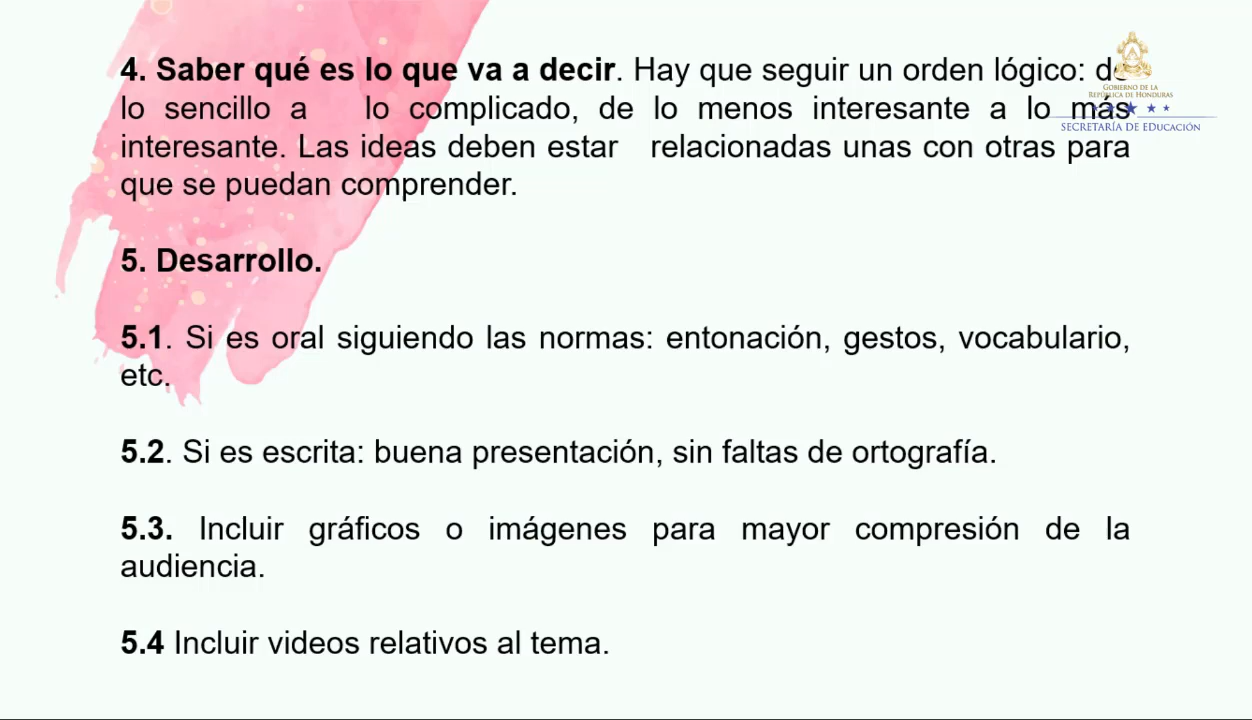 4. Saber qué es lo que va a decir. Hay que seguir un orden lógico: de
lo sencillo a lo complicado, de lo menos interesante a lo más
interesante. Las ideas deben estar relacionadas unas con otras para
que se puedan comprender.
5. Desarrollo.
5.1. Si es oral siguiendo las normas: entonación, gestos, vocabulario,
etc.
5.2. Si es escrita: buena presentación, sin faltas de ortografía.
5.3. Incluir gráficos o imágenes para mayor compresión de la
audiencia.
5.4 Incluir videos relativos al tema.
GOBIERNO DE LA
REPÚBLICA DE HONDURAS
SECRETARÍA DE EDUCACIÓN